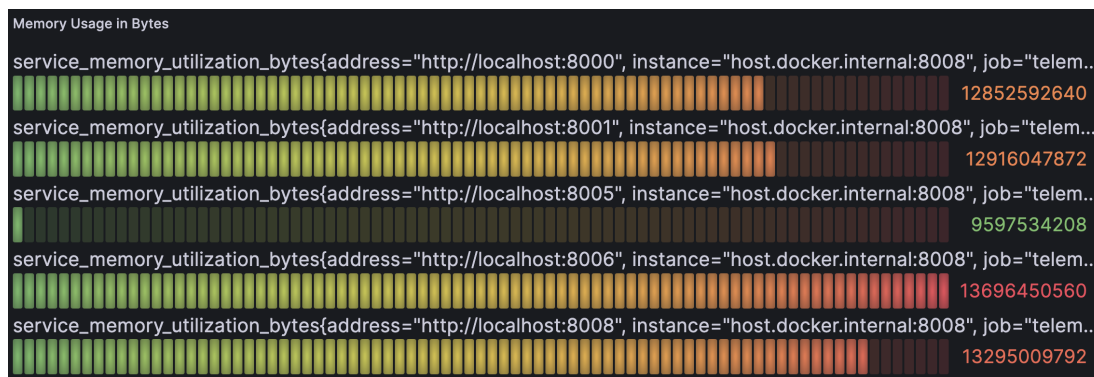 Memory Usage in Bytes
service_memory_utilization_bytes{address="http://localhost:8000", instance="host.docker.internal:8008", job="telem...
12852592640
service_memory_utilization_bytes{address="http://localhost:8001", instance="host.docker.internal:8008", job="telem...
12916047872
service_memory_utilization_bytes{address="http://localhost:8005", instance="host.docker.internal:8008", job="telem...
9597534208
service_memory_utilization_bytes{address="http://localhost:8006", instance="host.docker.internal:8008", job="telem...
13696450560
service_memory_utilization_bytes{address="http://localhost:8008", instance="host.docker.internal:8008", job="telem...
13295009792